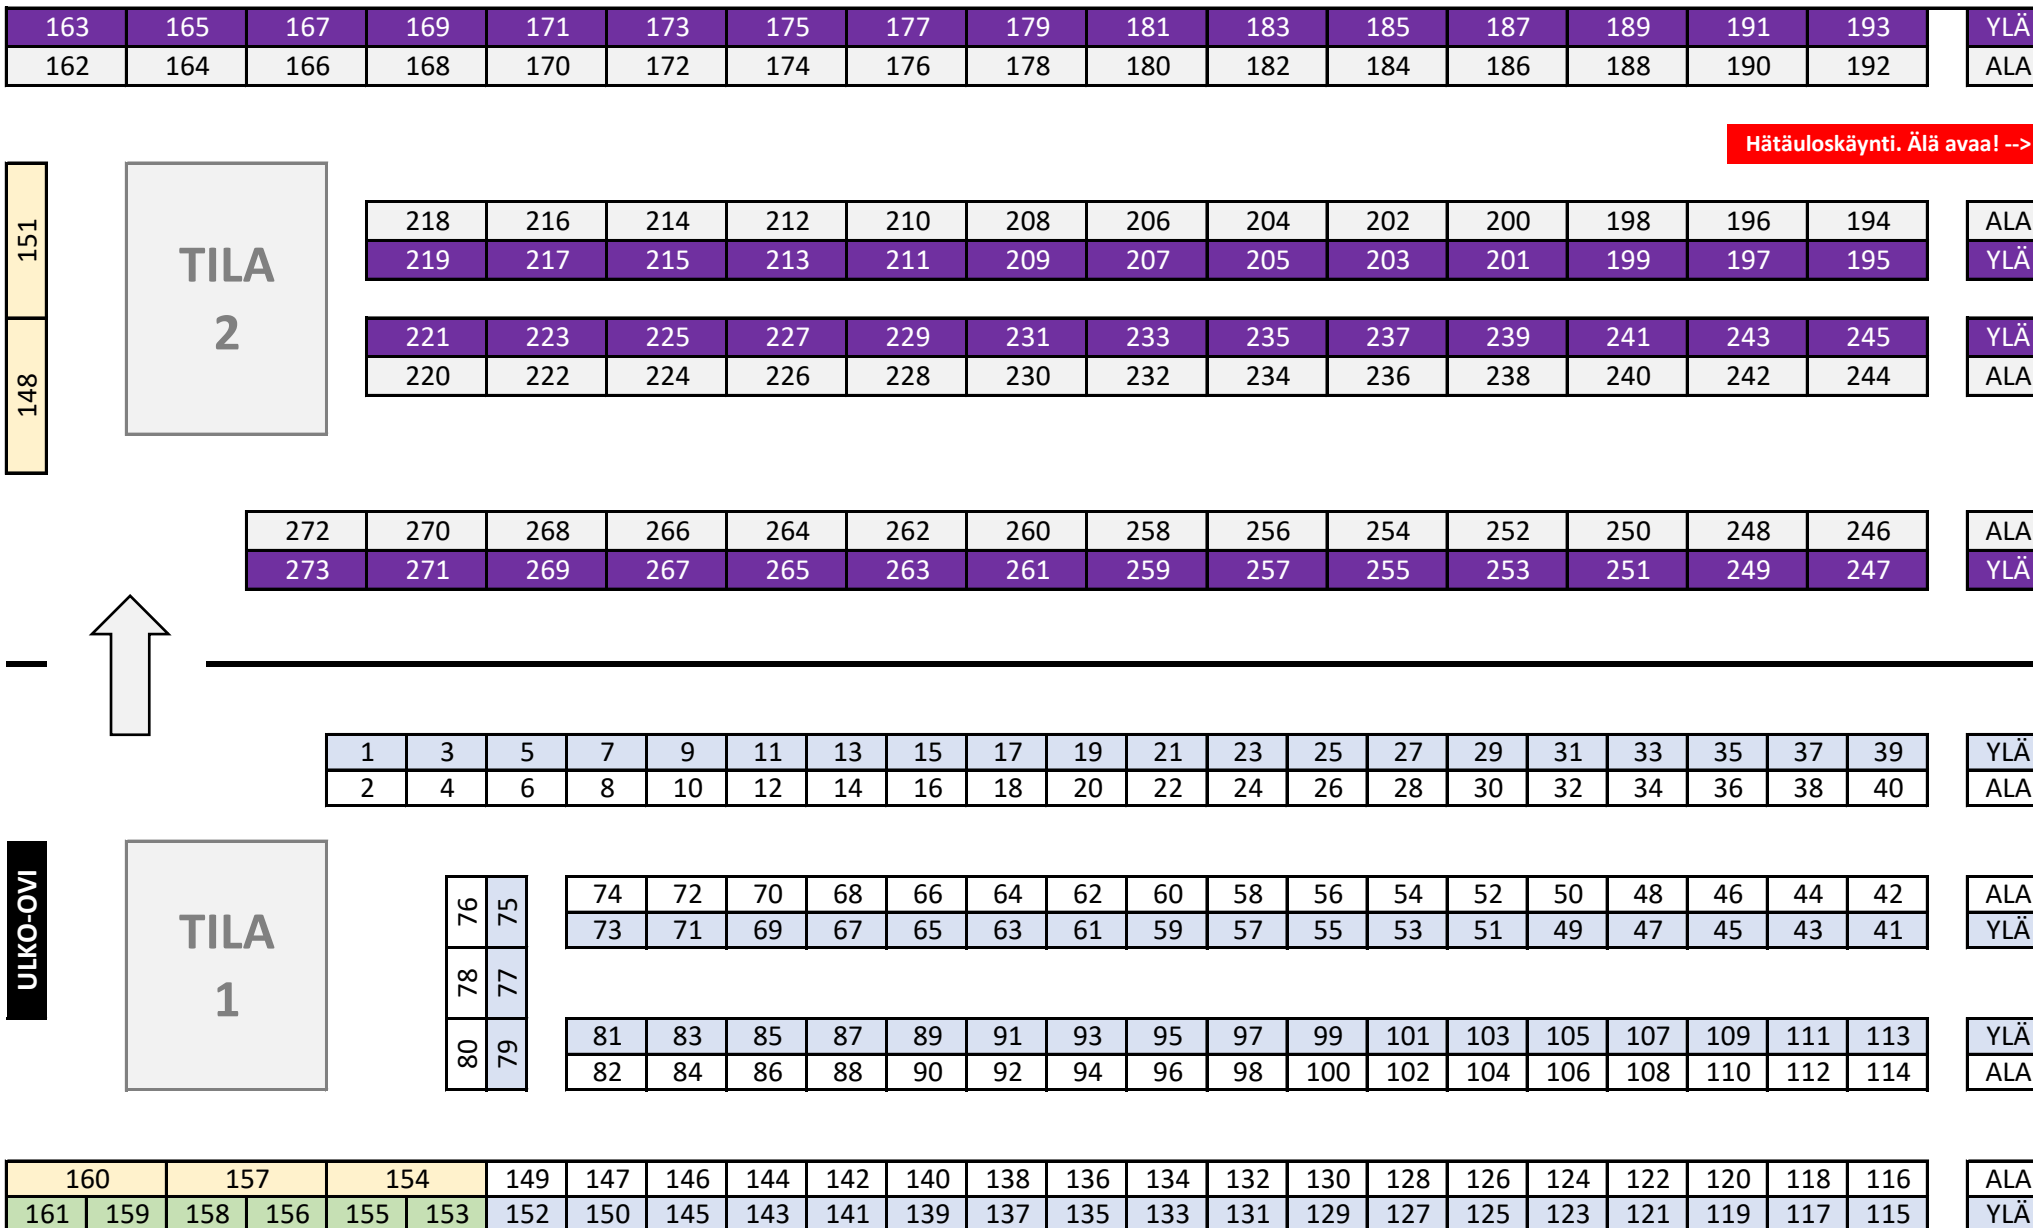 163 165 167 169 171 173 175 177 179 181 183 185 187 189 191 193 YLÄ
162 164 166 168 170 172 174 176 178 180 182 184 186 188 190 192 ALA
Hätäuloskäynti. Älä avaa! -->
151
148
TILA
2
218 216 214 212 210 208 206 204 202 200 198 196 194 ALA
219 217 215 213 211 209 207 205 203 201 199 197 195 YLÄ
221 223 225 227 229 231 233 235 237 239 241 243 245 YLÄ
220 222 224 226 228 230 232 234 236 238 240 242 244 ALA
272 270 268 266 264 262 260 258 256 254 252 250 248 246 ALA
273 271 269 267 265 263 261 259 257 255 253 251 249 247 YLÄ
1 3 5 7 9 11 13 15 17 19 21 23 25 27 29 31 33 35 37 39 YLÄ
2 4 6 8 10 12 14 16 18 20 22 24 26 28 30 32 34 36 38 40 ALA
ULKO-OVI
TILA
1
76 75
78 77
80 79
74 72 70 68 66 64 62 60 58 56 54 52 50 48 46 44 42 ALA
73 71 69 67 65 63 61 59 57 55 53 51 49 47 45 43 41 YLÄ
81 83 85 87 89 91 93 95 97 99 101 103 105 107 109 111 113 YLÄ
82 84 86 88 90 92 94 96 98 100 102 104 106 108 110 112 114 ALA
160 157 154 149 147 146 144 142 140 138 136 134 132 130 128 126 124 122 120 118 116 ALA
161 159 158 156 155 153 152 150 145 143 141 139 137 135 133 131 129 127 125 123 121 119 117 115 YLÄ